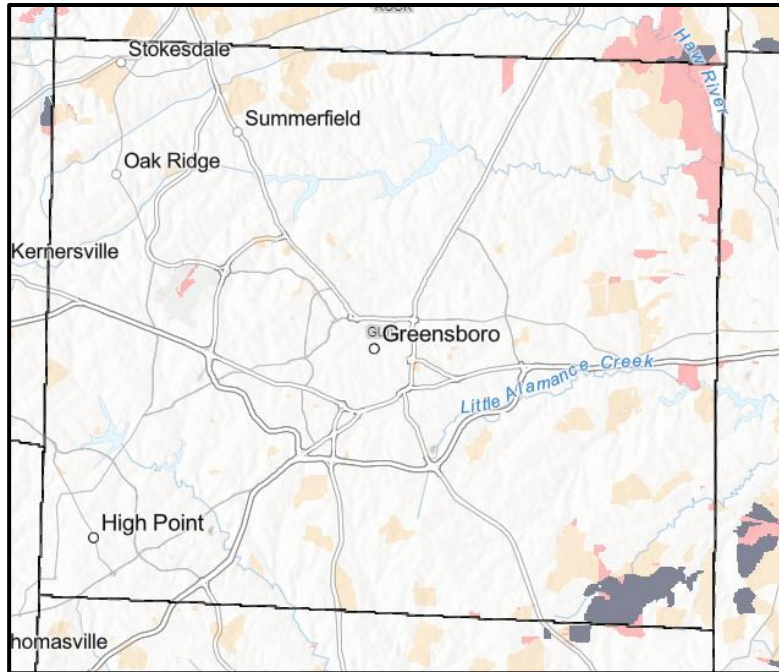 Stokesdale
Haw River
Summerfield
Oak Ridge
Kernersville
Greensboro
Little Alamance Creek
High Point
homasville